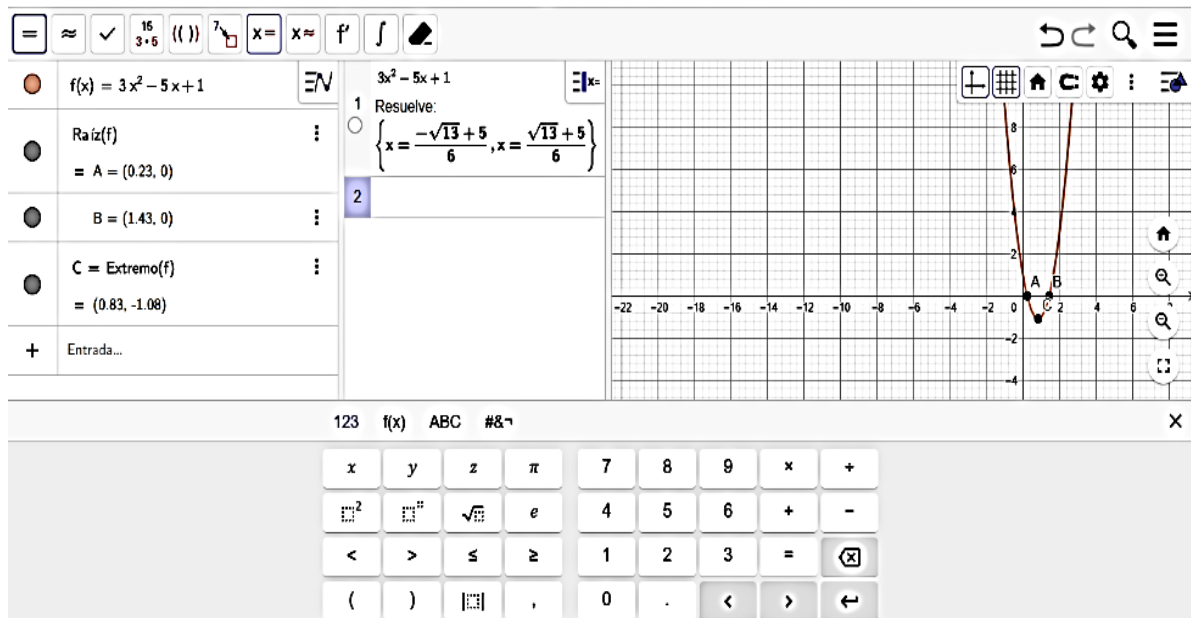 = ≈ ✓ 16 3·5 (( )) 7 x= x≈ f' ∫
f(x) = 3x² – 5x + 1
Raíz(f)
= A = (0.23, 0)
B = (1.43, 0)
C = Extremo(f)
= (0.83, -1.08)
+ Entrada...
3x² – 5x + 1
x=
1 Resuelve:
{x = (-√13 + 5)/6, x = (√13 + 5)/6}
2
8
6
4
2
A B
C
-22 -20 -18 -16 -14 -12 -10 -8 -6 -4 -2 0 2 4 6
-2
-4
123 f(x) ABC #&¬ ×
x y z π 7 8 9 × ÷
² √ e 4 5 6 + −
< > ≤ ≥ 1 2 3 =
( ) | | , 0 . < >